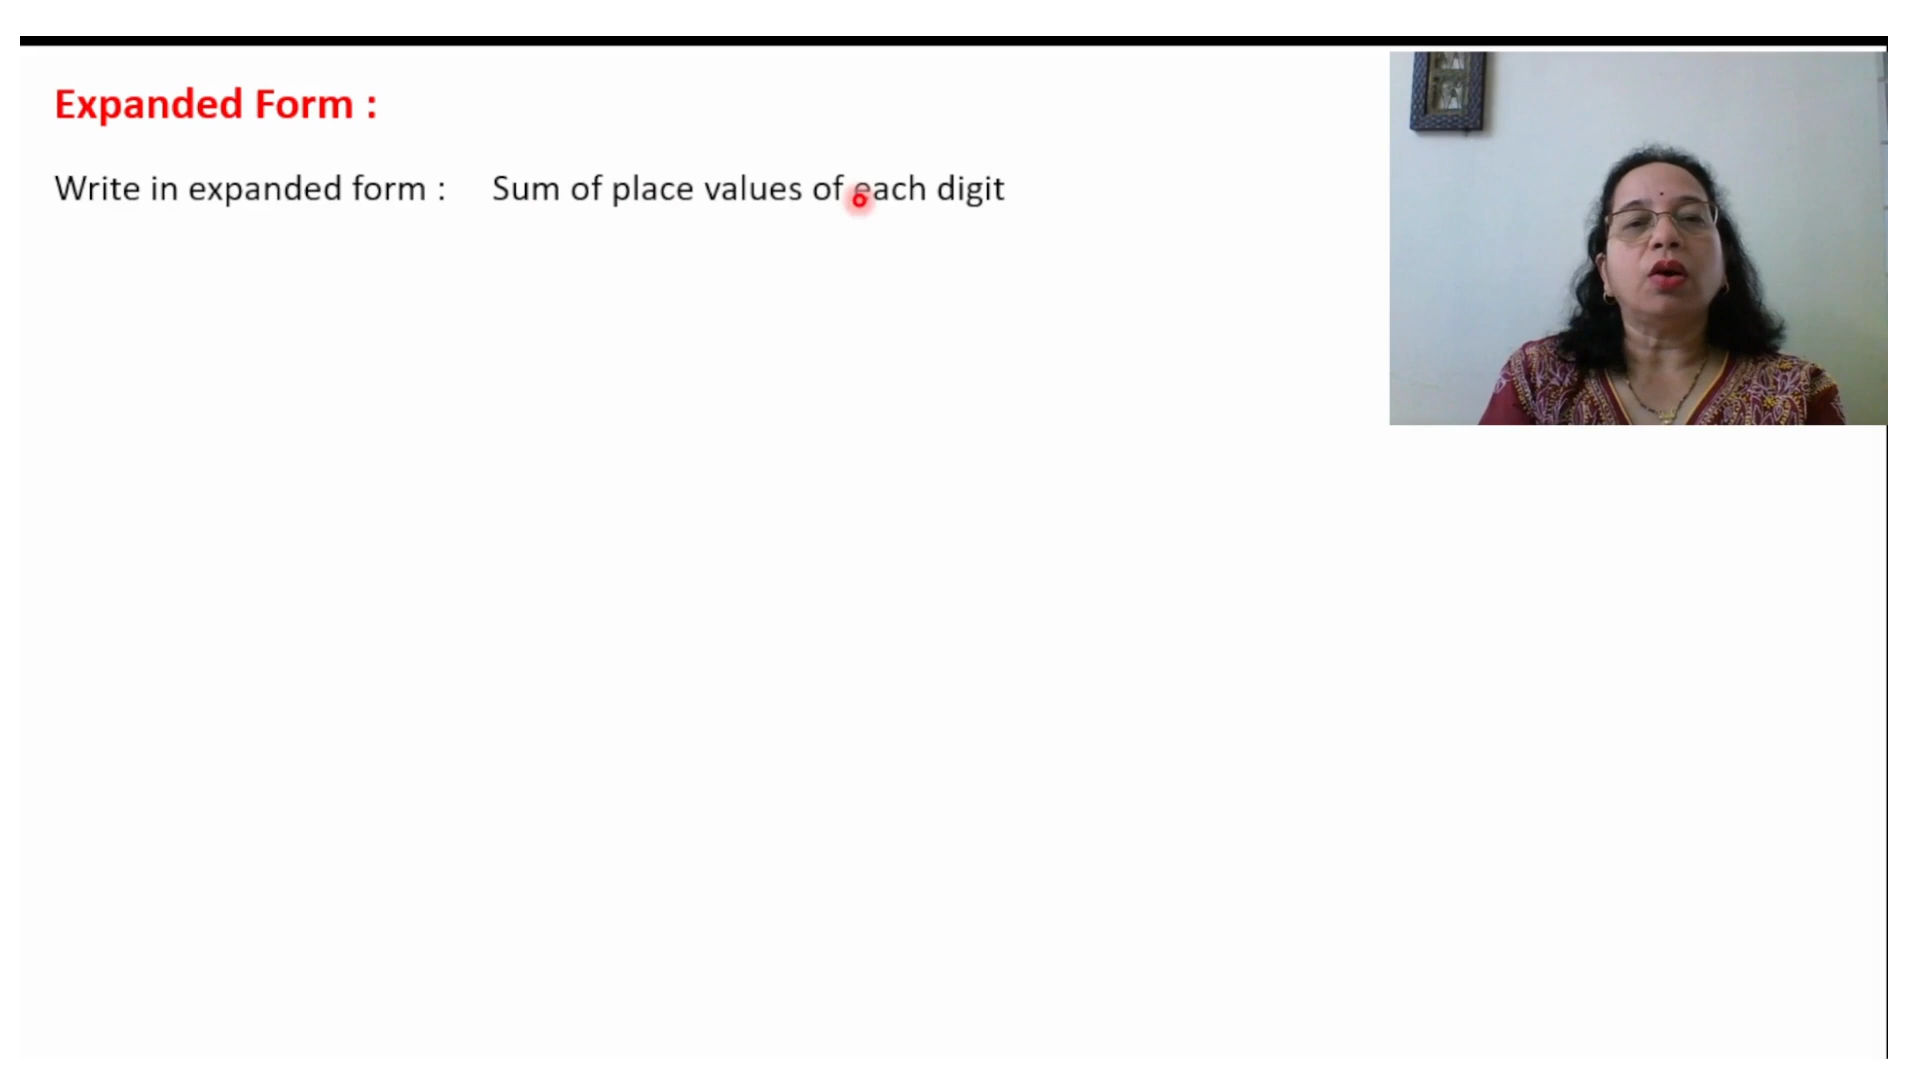 Expanded Form :
Write in expanded form : Sum of place values of each digit